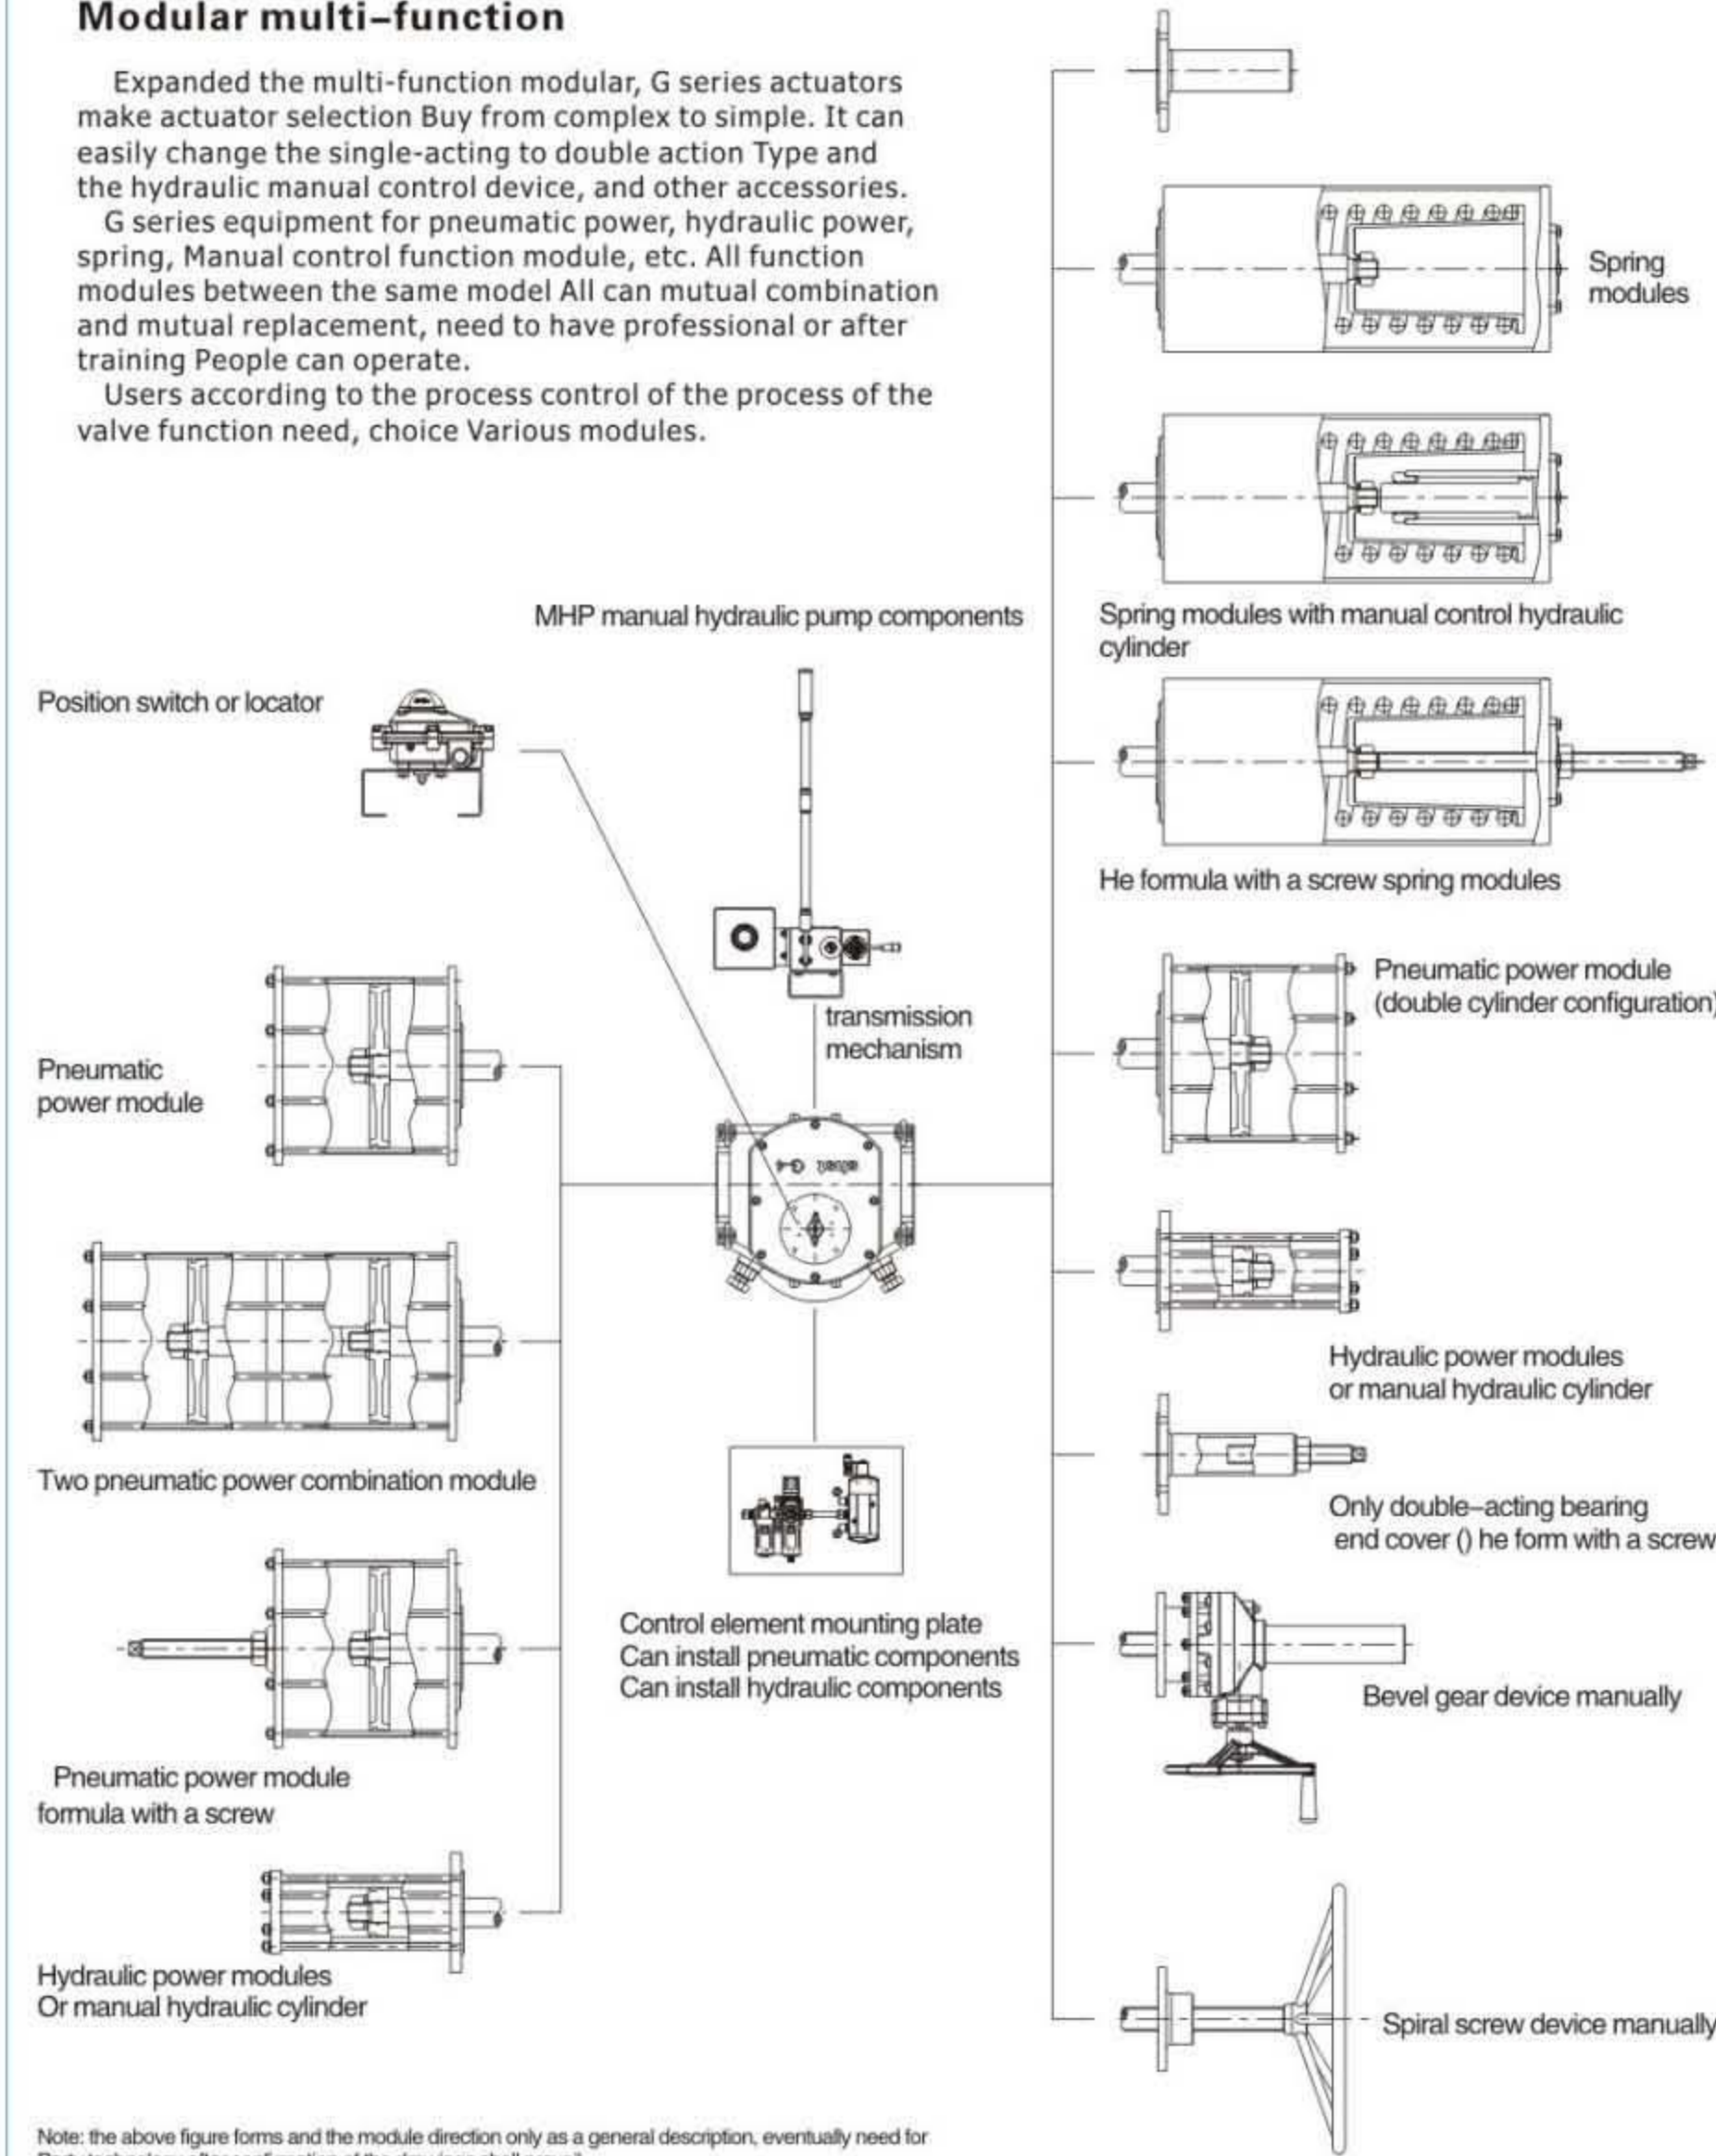 Modular multi–function
Expanded the multi-function modular, G series actuators
make actuator selection Buy from complex to simple. It can
easily change the single-acting to double action Type and
the hydraulic manual control device, and other accessories.
G series equipment for pneumatic power, hydraulic power,
spring, Manual control function module, etc. All function
modules between the same model All can mutual combination
and mutual replacement, need to have professional or after
training People can operate.
Users according to the process control of the process of the
valve function need, choice Various modules.
Spring
modules
MHP manual hydraulic pump components
Spring modules with manual control hydraulic
cylinder
Position switch or locator
He formula with a screw spring modules
Pneumatic power module
(double cylinder configuration)
transmission
mechanism
Pneumatic
power module
Hydraulic power modules
or manual hydraulic cylinder
Two pneumatic power combination module
Only double–acting bearing
end cover () he form with a screw
Control element mounting plate
Can install pneumatic components
Can install hydraulic components
Bevel gear device manually
Pneumatic power module
formula with a screw
Hydraulic power modules
Or manual hydraulic cylinder
Spiral screw device manually
Note: the above figure forms and the module direction only as a general description, eventually need for